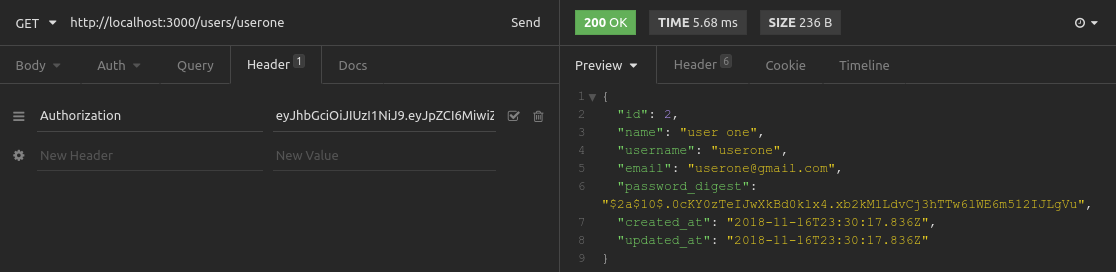 GET http://localhost:3000/users/userone Send
200 OK TIME 5.68 ms SIZE 236 B
Body Auth Query Header 1 Docs
Preview Header 6 Cookie Timeline
Authorization eyJhbGciOiJIUzI1NiJ9.eyJpZCI6MiwiZ
New Header New Value
1 {
2 "id": 2,
3 "name": "user one",
4 "username": "userone",
5 "email": "userone@gmail.com",
6 "password_digest":
"$2a$10$.0cKY0zTeIJwXkBd0klx4.xb2kMlLdvCj3hTTw6lWE6m512IJLgVu",
7 "created_at": "2018-11-16T23:30:17.836Z",
8 "updated_at": "2018-11-16T23:30:17.836Z"
9 }